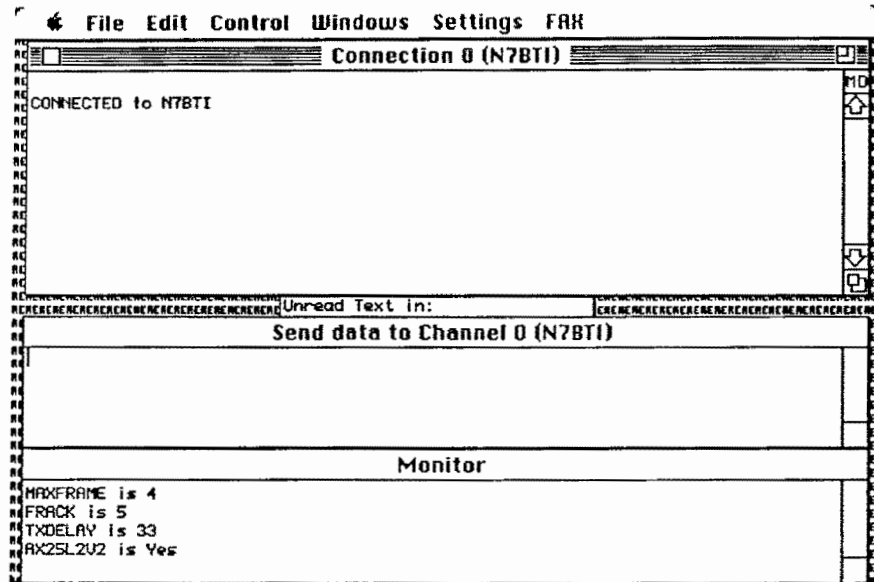 File Edit Control Windows Settings FAX
Connection 0 (N7BTI)
MD
CONNECTED to N7BTI
Unread Text in:
Send data to Channel 0 (N7BTI)
Monitor
MAXFRAME is 4
FRACK is 5
TXDELAY is 33
AX25L2V2 is Yes